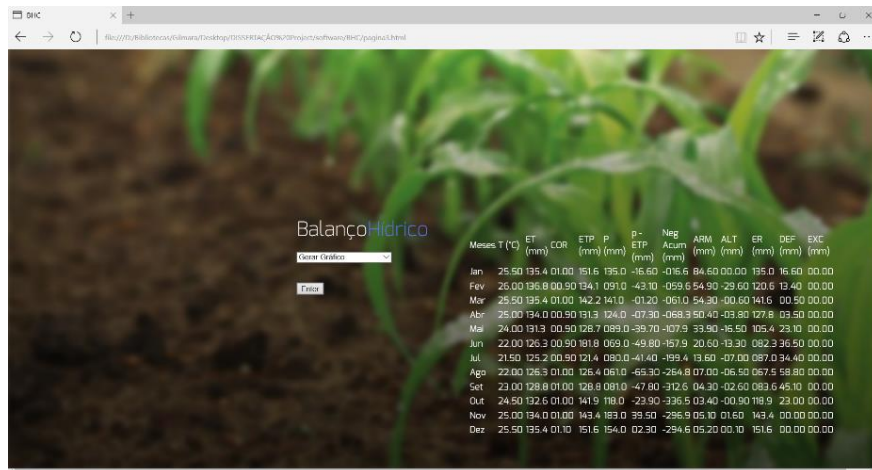 BHC
file:///D:/Bibliotecas/Gilmara/Desktop/DISSERTAÇÃO%20Project/software/BHC/pagina3.html
BalançoHídrico
Gerar Gráfico
Enter
Meses T (°C) ET (mm) COR ETP (mm) P (mm) p - ETP (mm) Neg Acum (mm) ARM (mm) ALT (mm) ER (mm) DEF (mm) EXC (mm)
Jan 25.50 135.4 01.00 151.6 135.0 -16.60 -016.6 84.60 00.00 135.0 16.60 00.00
Fev 26.00 136.8 00.90 134.1 091.0 -43.10 -059.6 54.90 -29.60 120.6 13.40 00.00
Mar 25.50 135.4 01.00 142.2 141.0 -01.20 -061.0 54.30 -00.60 141.6 00.50 00.00
Abr 25.00 134.0 00.90 131.3 124.0 -07.30 -068.3 50.40 -03.80 127.8 03.50 00.00
Mai 24.00 131.3 00.90 128.7 089.0 -39.70 -107.9 33.90 -16.50 105.4 23.10 00.00
Jun 22.00 126.3 00.90 181.8 069.0 -49.80 -157.9 20.60 -13.30 082.3 36.50 00.00
Jul 21.50 125.2 00.90 121.4 080.0 -41.40 -199.4 13.60 -07.00 087.0 34.40 00.00
Ago 22.00 126.3 01.00 126.4 061.0 -65.30 -264.8 07.00 -06.50 067.5 58.80 00.00
Set 23.00 128.8 01.00 128.8 081.0 -47.80 -312.6 04.30 -02.60 083.6 45.10 00.00
Out 24.50 132.6 01.00 141.9 118.0 -23.90 -336.5 03.40 -00.90 118.9 23.00 00.00
Nov 25.00 134.0 01.00 143.4 183.0 39.50 -296.9 05.10 01.60 143.4 00.00 00.00
Dez 25.50 135.4 01.10 151.6 154.0 02.30 -294.6 05.20 00.10 151.6 00.00 00.00